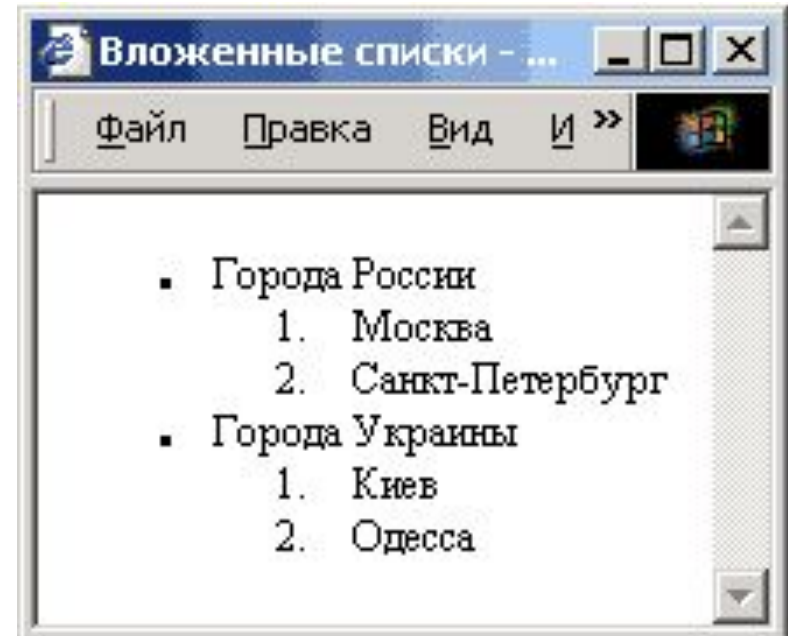 Вложенные списки - ...
Файл Правка Вид И »
▪ Города России
1. Москва
2. Санкт-Петербург
▪ Города Украины
1. Киев
2. Одесса